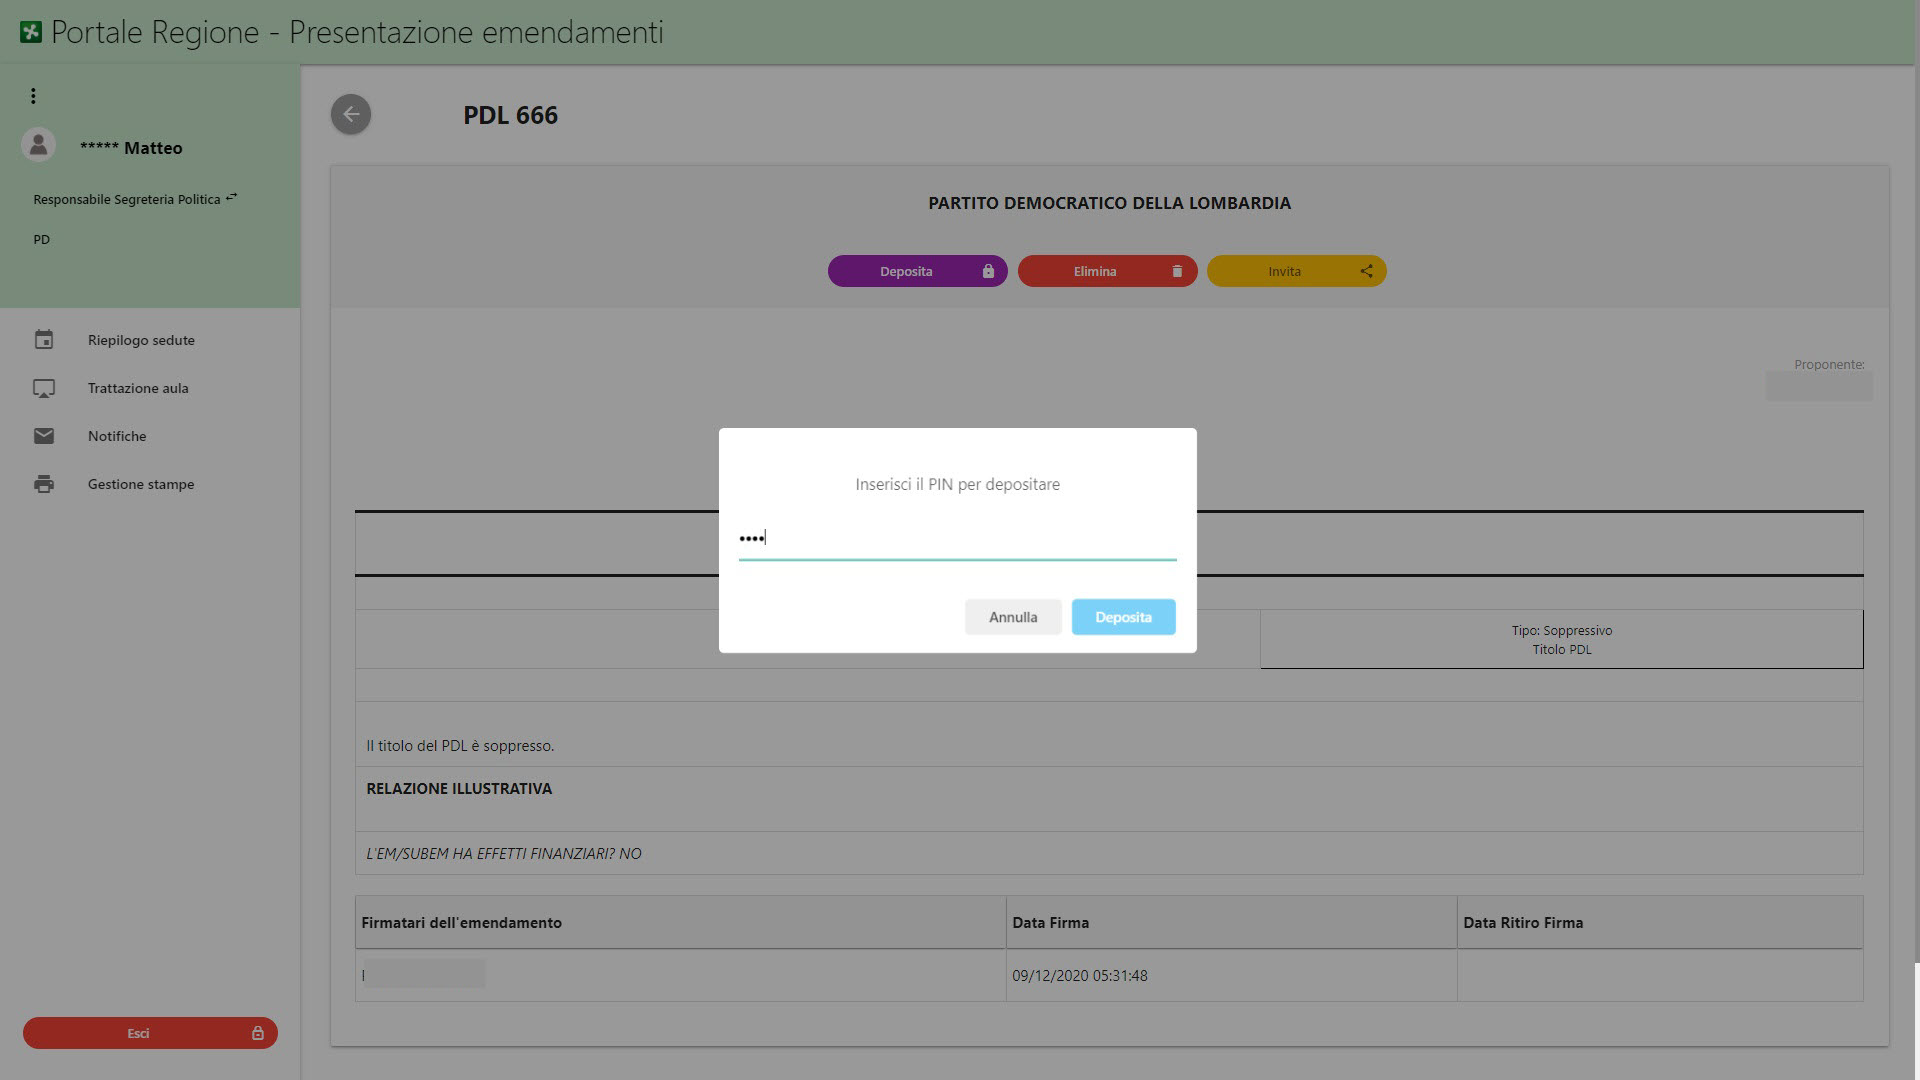 Portale Regione - Presentazione emendamenti
***** Matteo
Responsabile Segreteria Politica
PD
Riepilogo sedute
Trattazione aula
Notifiche
Gestione stampe
Esci
PDL 666
PARTITO DEMOCRATICO DELLA LOMBARDIA
Deposita
Elimina
Invita
Proponente:
Inserisci il PIN per depositare
••••
Annulla
Deposita
Tipo: Soppressivo
Titolo PDL
Il titolo del PDL è soppresso.
RELAZIONE ILLUSTRATIVA
L'EM/SUBEM HA EFFETTI FINANZIARI? NO
Firmatari dell'emendamento
Data Firma
Data Ritiro Firma
09/12/2020 05:31:48